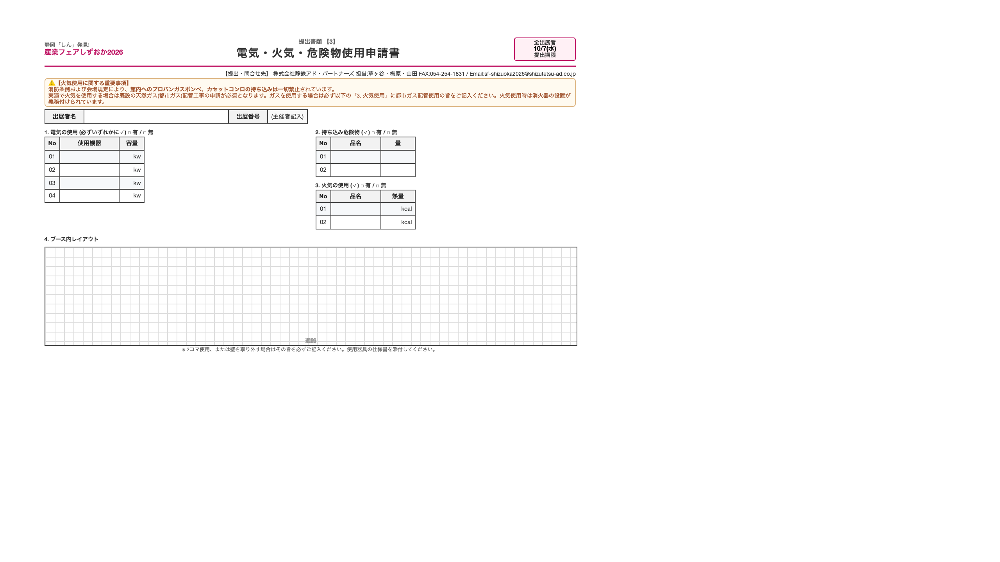 静岡「しん」発見!
産業フェアしずおか2026
提出書類 【3】
電気・火気・危険物使用申請書
全出展者
10/7(水)
提出期限
【提出・問合せ先】 株式会社静鉄アド・パートナーズ 担当:草ヶ谷・梅原・山田 FAX:054-254-1831 / Email:sf-shizuoka2026@shizutetsu-ad.co.jp
⚠️【火気使用に関する重要事項】
消防条例および会場規定により、館内へのプロパンガスボンベ、カセットコンロの持ち込みは一切禁止されています。
実演で火気を使用する場合は既設の天然ガス(都市ガス)配管工事の申請が必須となります。ガスを使用する場合は必ず以下の「3. 火気使用」に都市ガス配管使用の旨をご記入ください。火気使用時は消火器の設置が
義務付けられています。
出展者名 出展番号 (主催者記入)
1. 電気の使用 (必ずいずれかに✓) □ 有 / □ 無
No 使用機器 容量
01 kw
02 kw
03 kw
04 kw
2. 持ち込み危険物 (✓) □ 有 / □ 無
No 品名 量
01
02
3. 火気の使用 (✓) □ 有 / □ 無
No 品名 熱量
01 kcal
02 kcal
4. ブース内レイアウト
通路
※ 2コマ使用、または壁を取り外す場合はその旨を必ずご記入ください。使用器具の仕様書を添付してください。